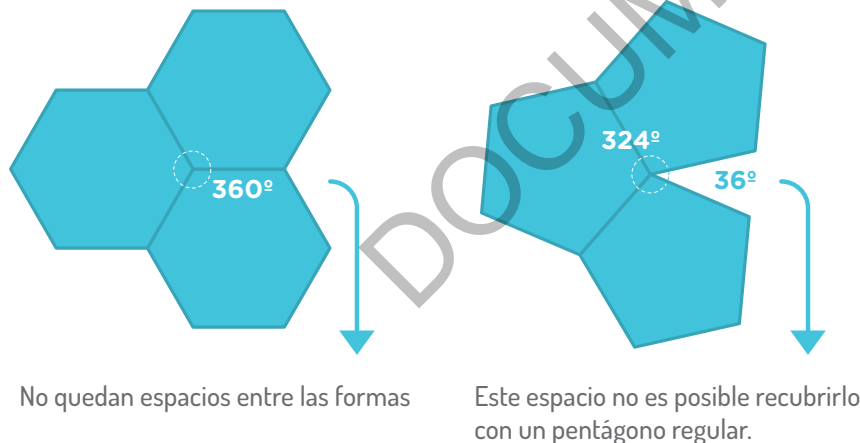 DOCUM
360º
324º
36º
No quedan espacios entre las formas
Este espacio no es posible recubrirlo
con un pentágono regular.